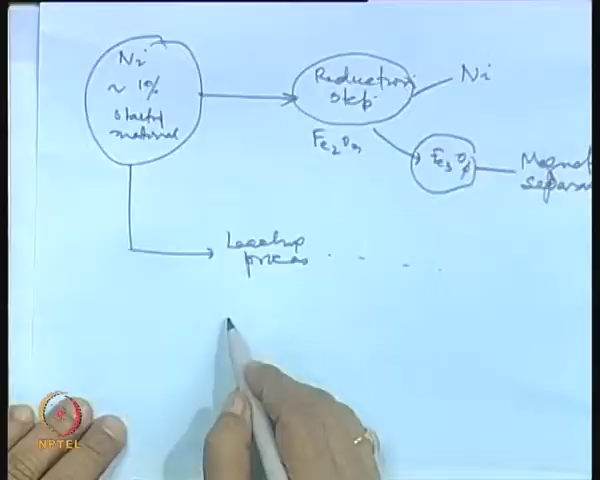 Ni
~ 1%
starting
material
Reduction
step
Ni
Fe2O3
Fe3O4
Magnet
separa
Leaching
process
NPTEL